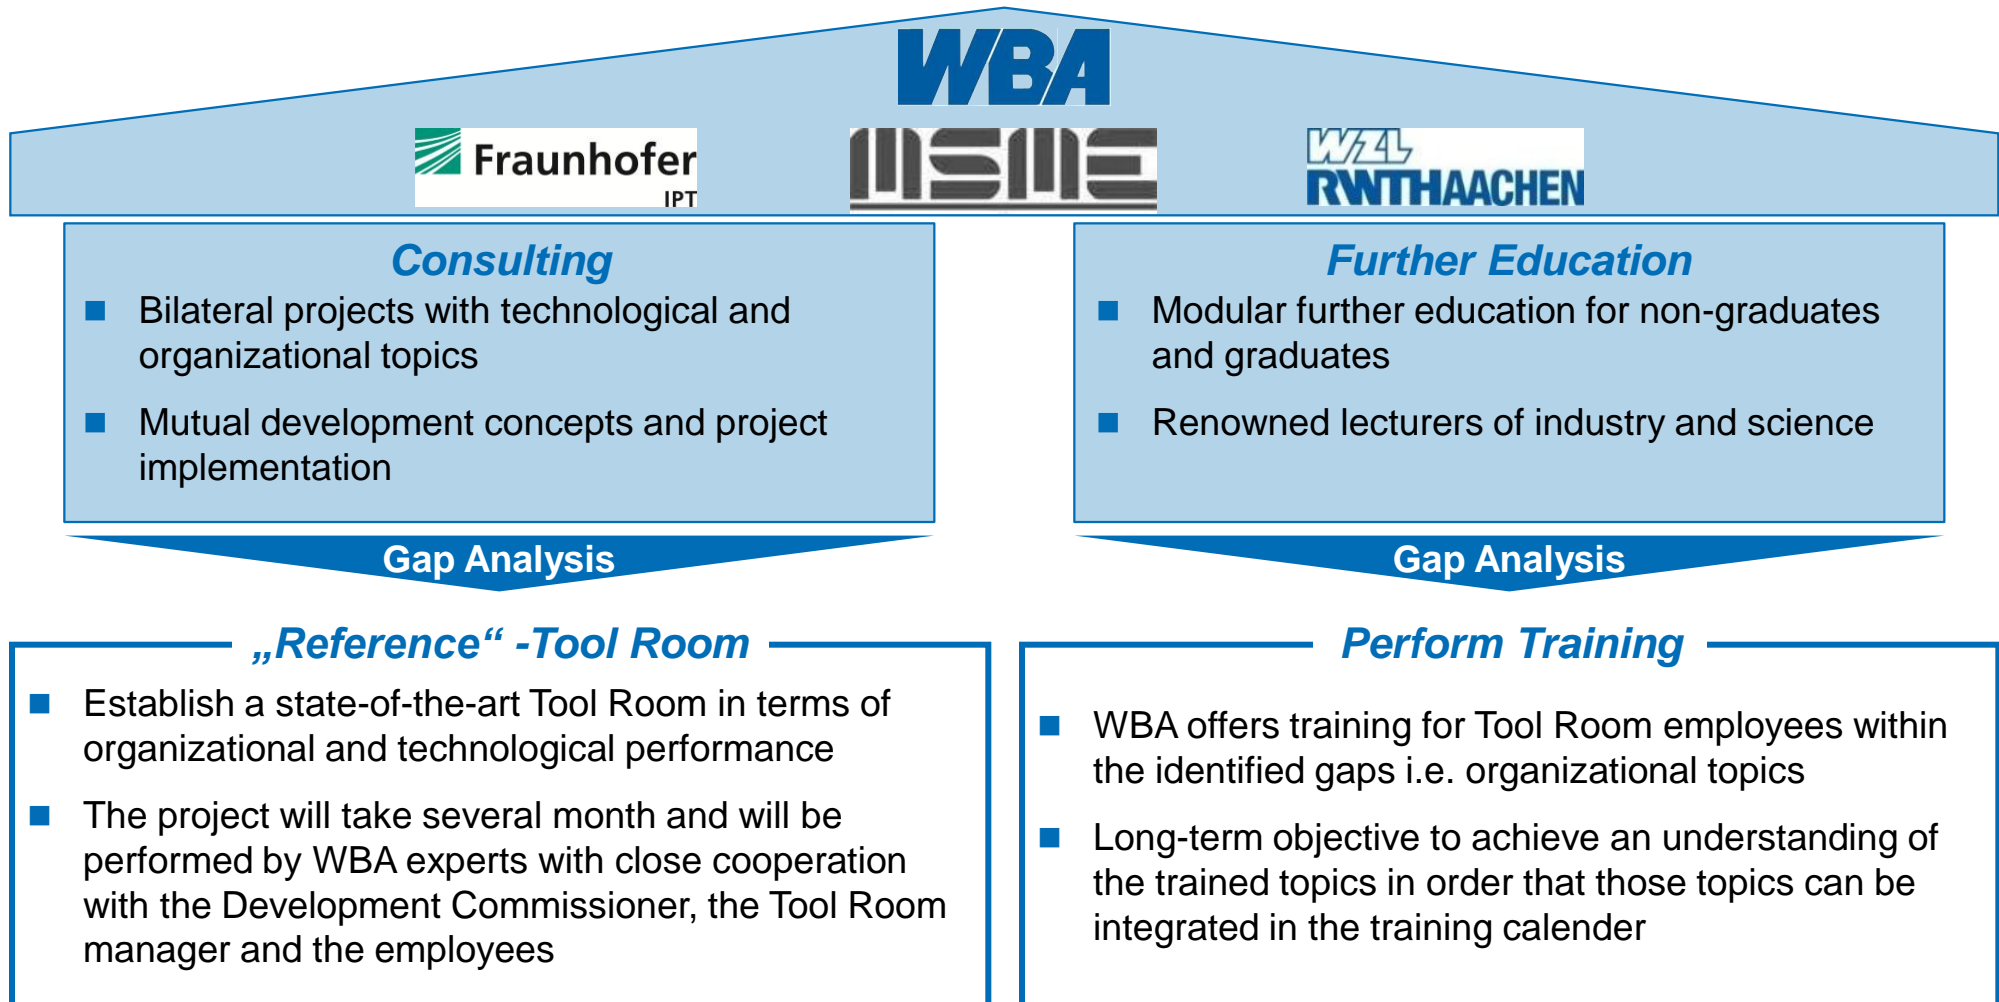 WBA
Fraunhofer
IPT
MSME
WZL
RWTHAACHEN
Consulting
Bilateral projects with technological and
organizational topics
Mutual development concepts and project
implementation
Further Education
Modular further education for non-graduates
and graduates
Renowned lecturers of industry and science
Gap Analysis
Gap Analysis
„Reference“ -Tool Room
Establish a state-of-the-art Tool Room in terms of
organizational and technological performance
The project will take several month and will be
performed by WBA experts with close cooperation
with the Development Commissioner, the Tool Room
manager and the employees
Perform Training
WBA offers training for Tool Room employees within
the identified gaps i.e. organizational topics
Long-term objective to achieve an understanding of
the trained topics in order that those topics can be
integrated in the training calender